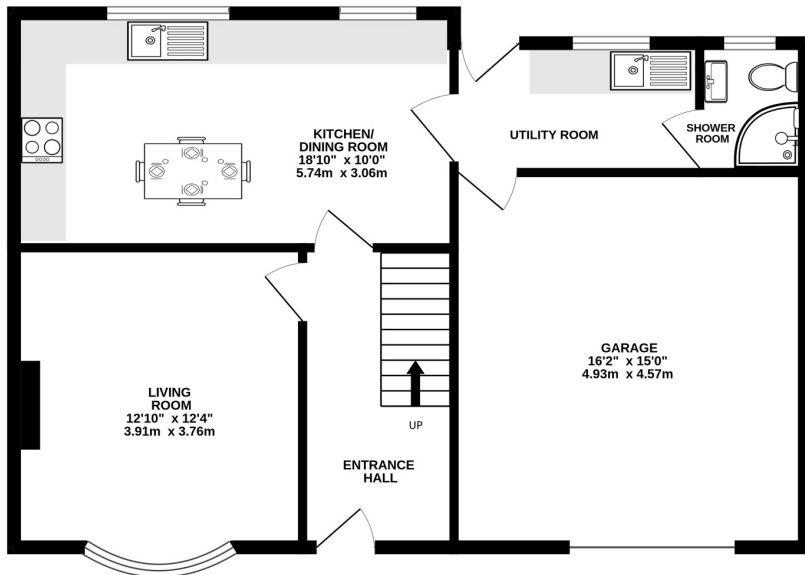 KITCHEN/
DINING ROOM
18'10" x 10'0"
5.74m x 3.06m
UTILITY ROOM
SHOWER
ROOM
LIVING
ROOM
12'10" x 12'4"
3.91m x 3.76m
UP
ENTRANCE
HALL
GARAGE
16'2" x 15'0"
4.93m x 4.57m